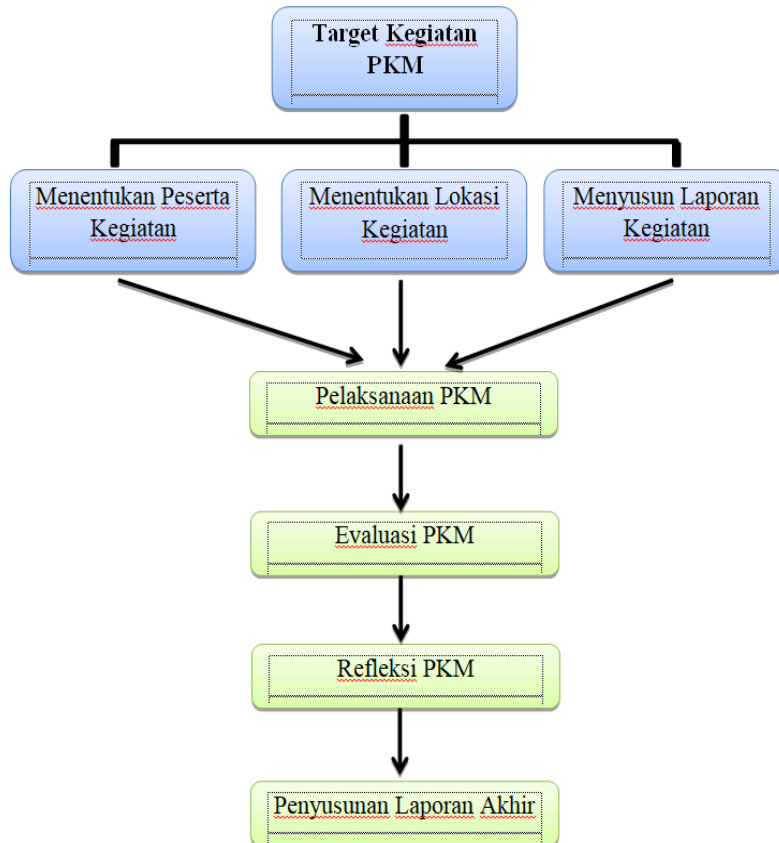 Target Kegiatan
PKM
Menentukan Peserta
Kegiatan
Menentukan Lokasi
Kegiatan
Menyusun Laporan
Kegiatan
Pelaksanaan PKM
Evaluasi PKM
Refleksi PKM
Penyusunan Laporan Akhir